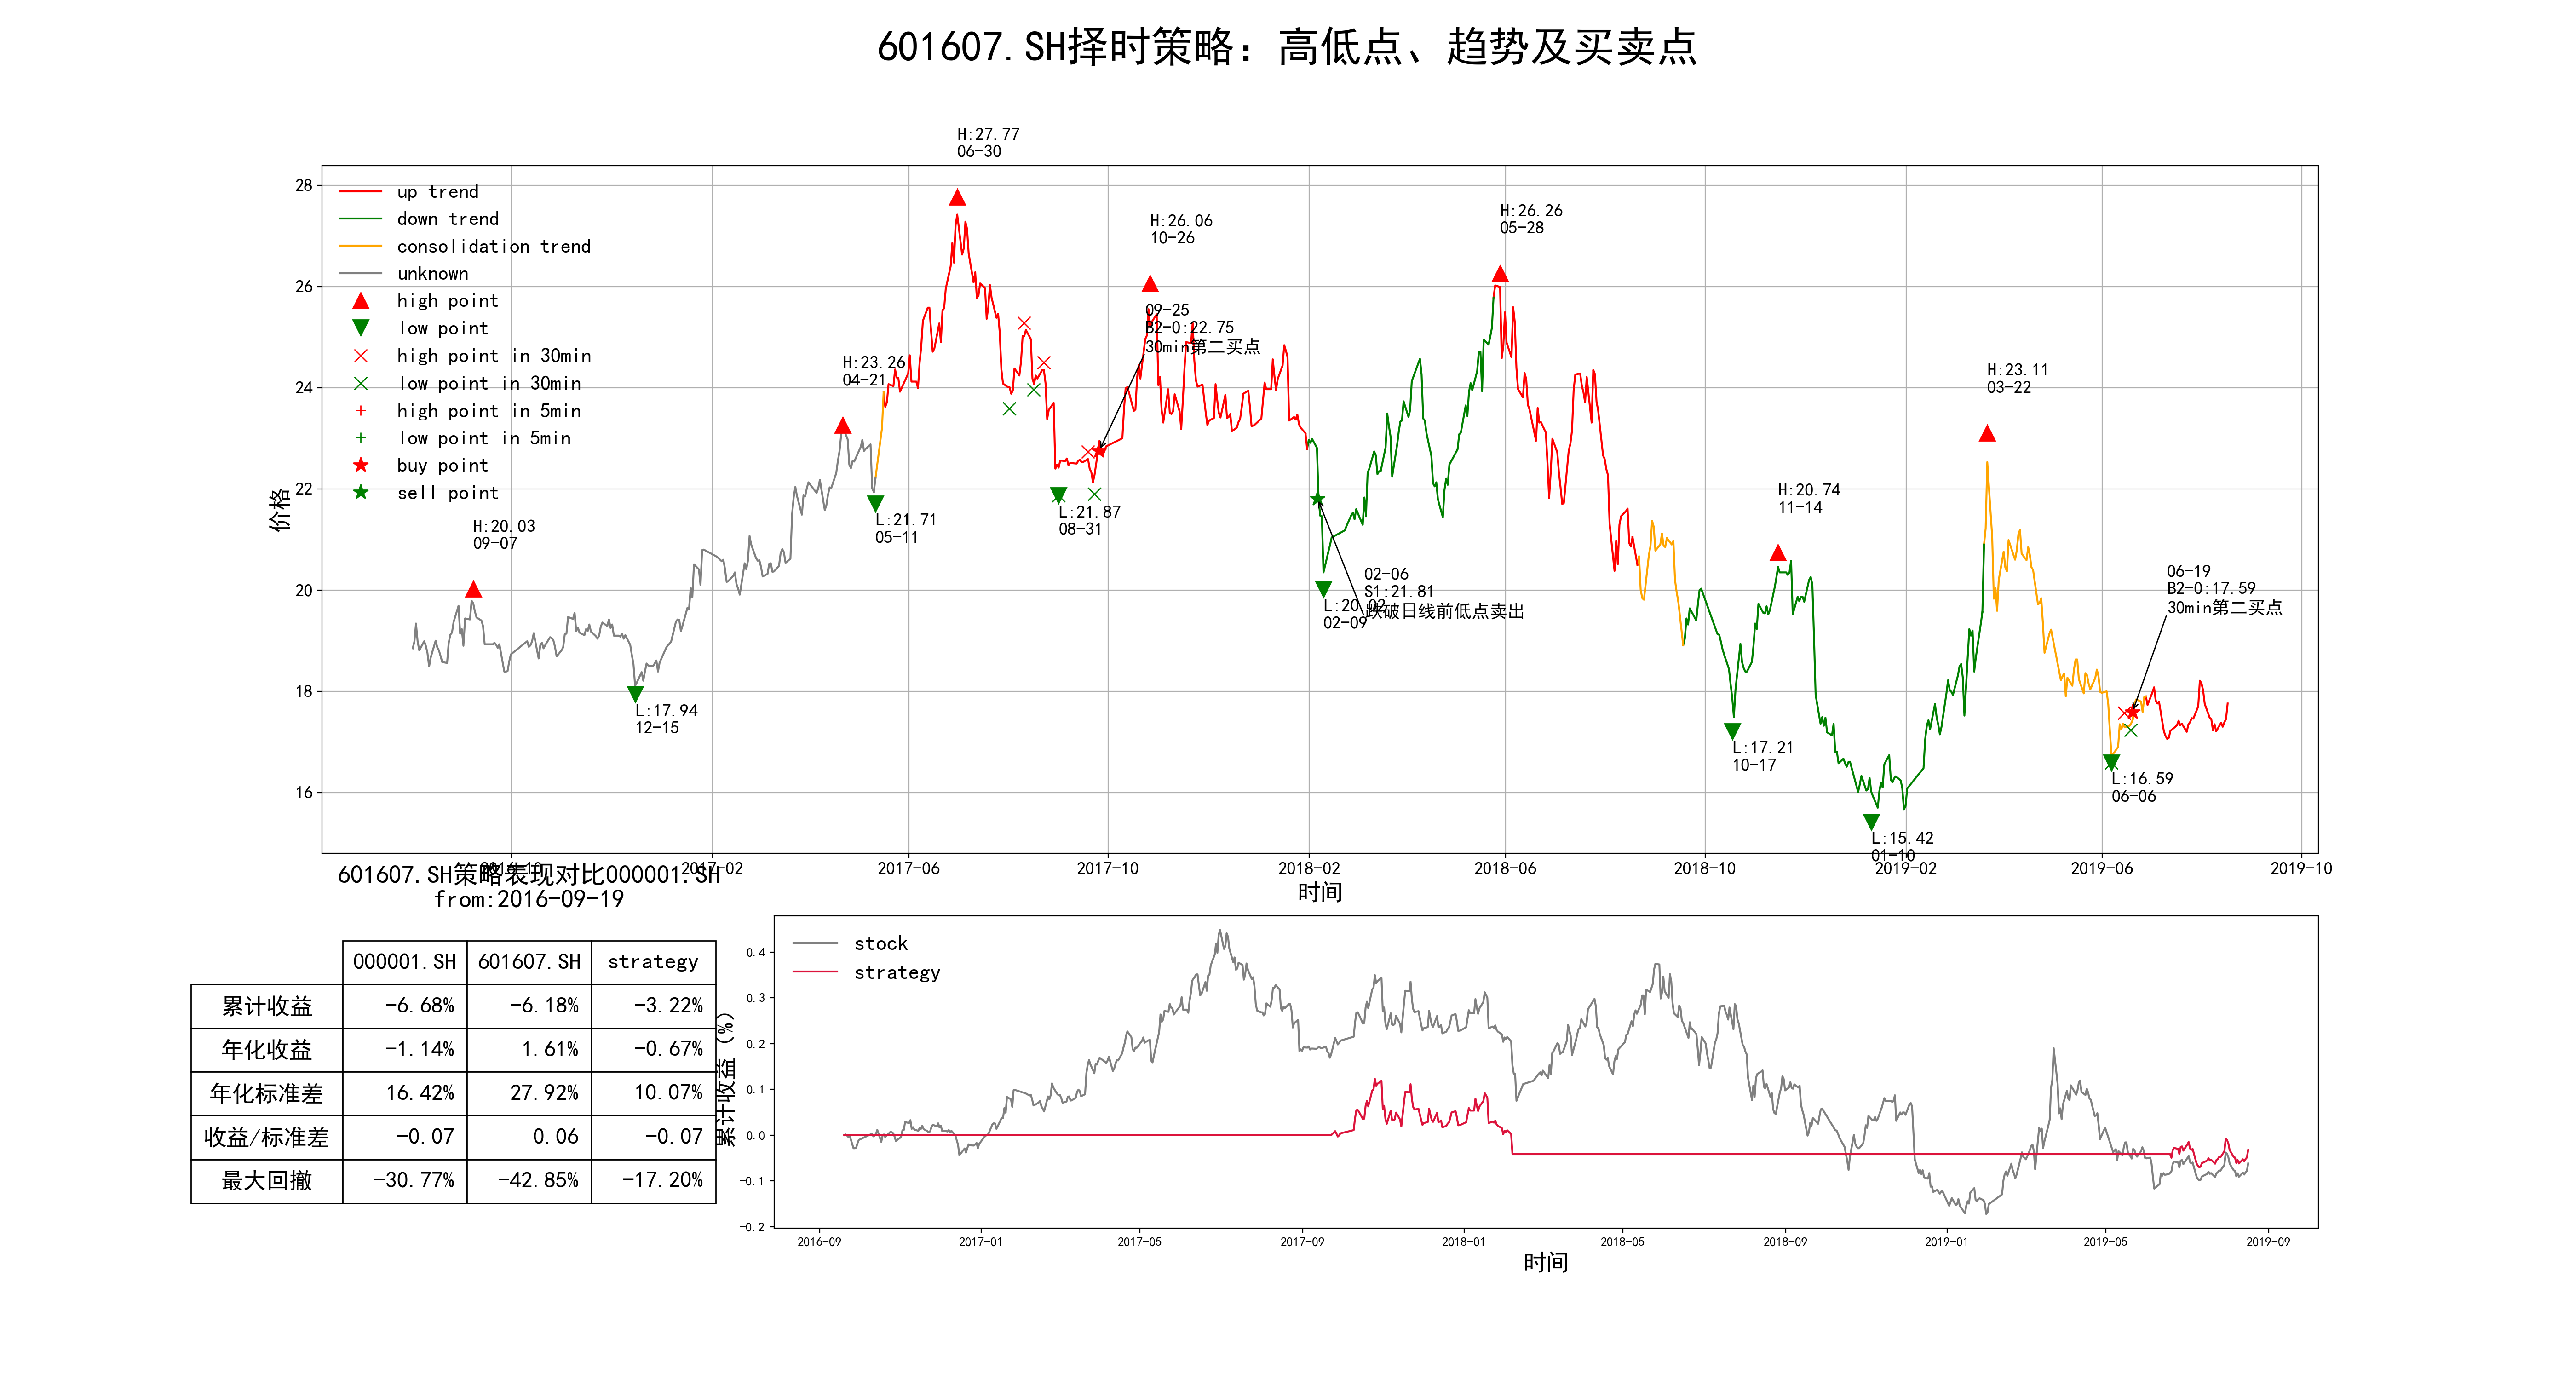 601607.SH择时策略：高低点、趋势及买卖点
H:27.77
06-30
H:26.06
10-26
H:26.26
05-28
H:23.26
04-21
H:23.11
03-22
H:20.03
09-07
H:20.74
11-14
09-25
B2-0:22.75
30min第二买点
L:21.71
05-11
L:21.87
08-31
02-06
S1:21.81
跌破日线前低点卖出
L:20.02
02-09
06-19
B2-0:17.59
30min第二买点
L:17.94
12-15
L:17.21
10-17
L:16.59
06-06
L:15.42
01-10
up trend
down trend
consolidation trend
unknown
high point
low point
high point in 30min
low point in 30min
high point in 5min
low point in 5min
buy point
sell point
价格
28
26
24
22
20
18
16
2016-10
2017-02
2017-06
2017-10
2018-02
2018-06
2018-10
2019-02
2019-06
2019-10
时间
601607.SH策略表现对比000001.SH
from:2016-09-19
000001.SH 601607.SH strategy
累计收益 -6.68% -6.18% -3.22%
年化收益 -1.14% 1.61% -0.67%
年化标准差 16.42% 27.92% 10.07%
收益/标准差 -0.07 0.06 -0.07
最大回撤 -30.77% -42.85% -17.20%
stock
strategy
累计收益（%）
0.4
0.3
0.2
0.1
0.0
-0.1
-0.2
2016-09
2017-01
2017-05
2017-09
2018-01
2018-05
2018-09
2019-01
2019-05
2019-09
时间